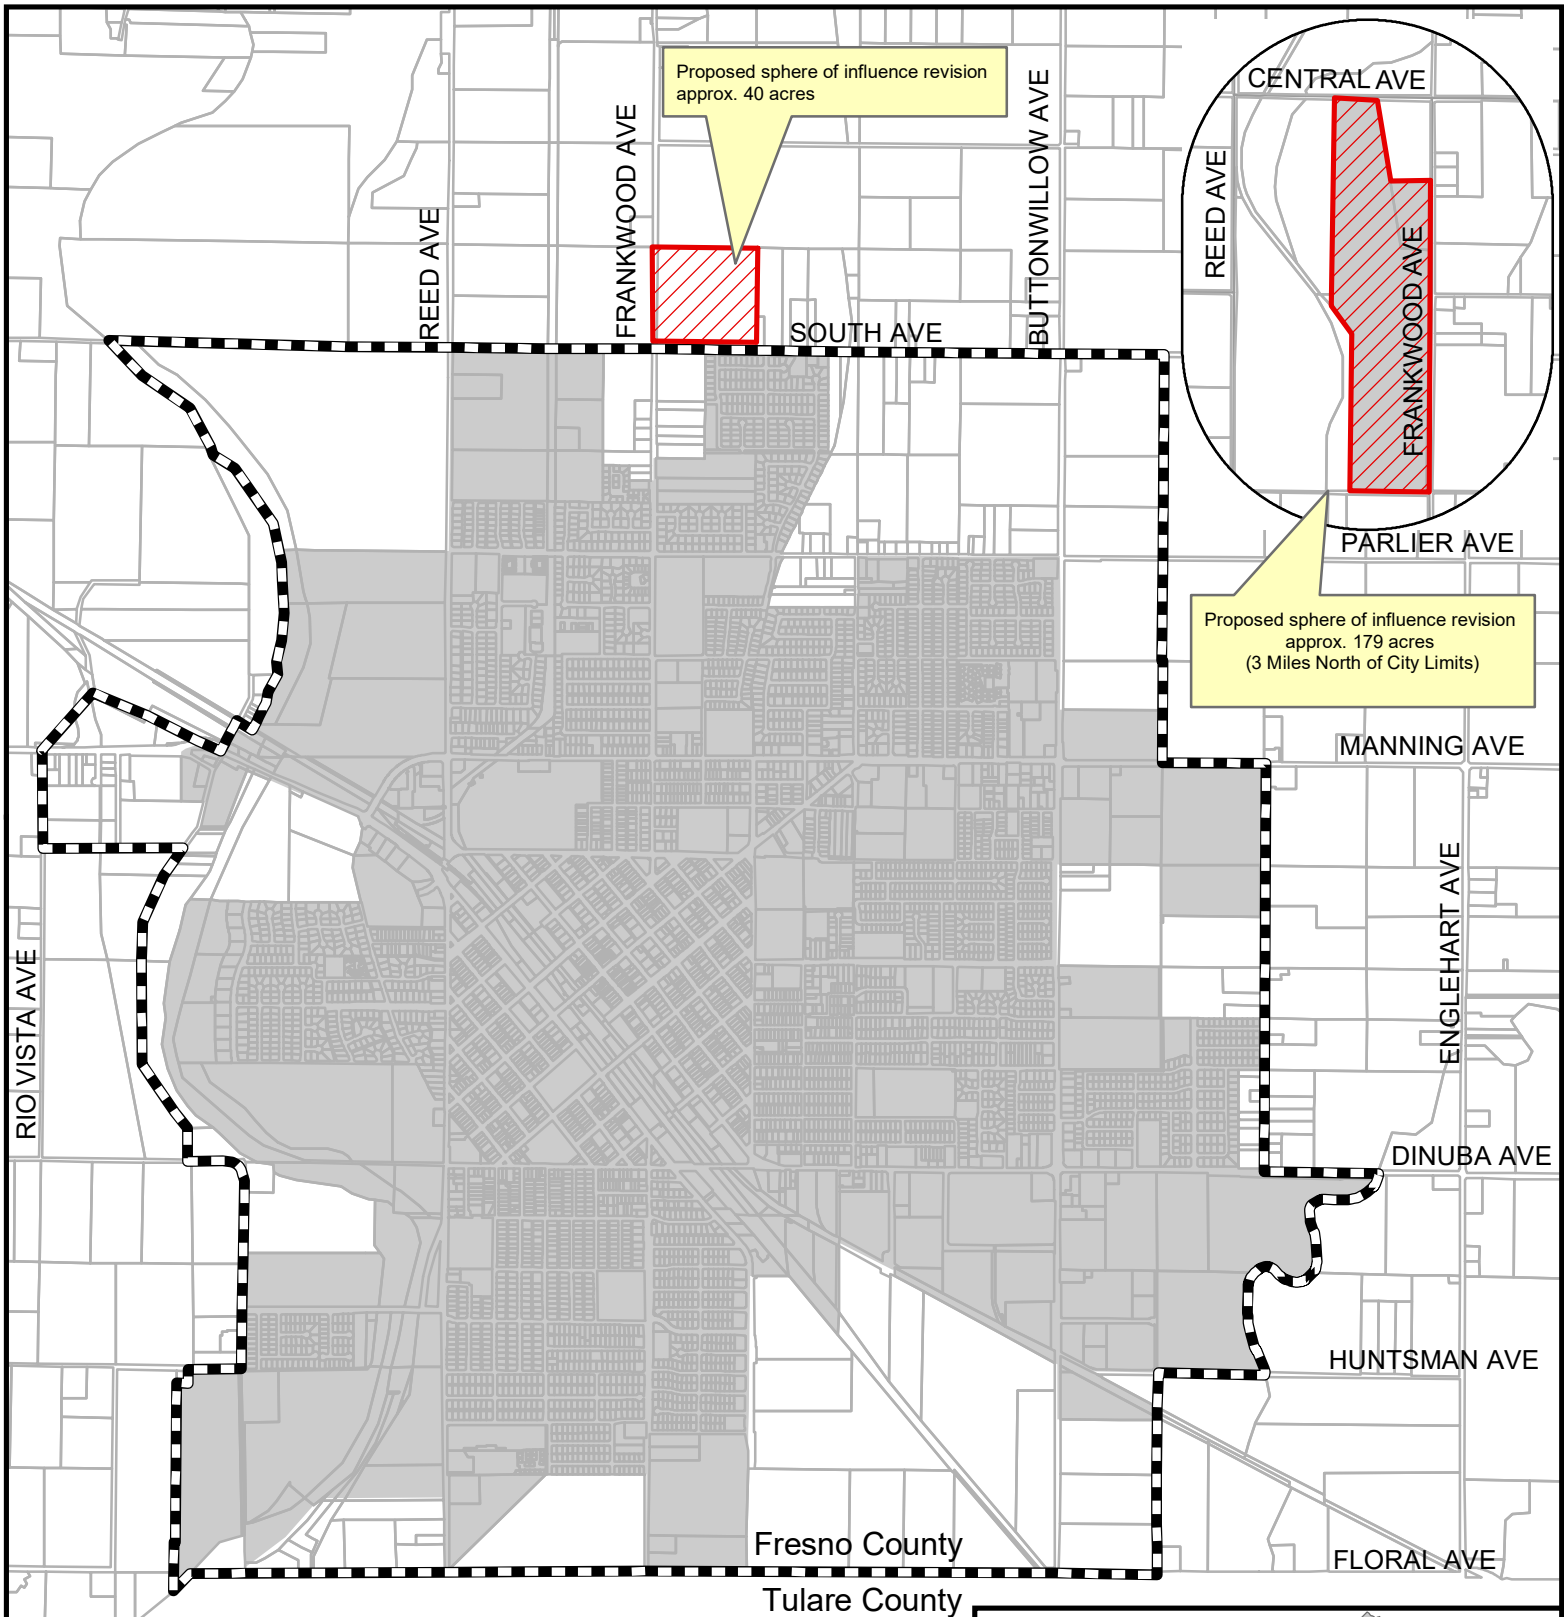 Proposed sphere of influence revision
approx. 40 acres
CENTRAL AVE
REED AVE
FRANKWOOD AVE
BUTTONWILLOW AVE
REED AVE
FRANKWOOD AVE
SOUTH AVE
PARLIER AVE
Proposed sphere of influence revision
approx. 179 acres
(3 Miles North of City Limits)
MANNING AVE
RIO VISTA AVE
ENGLEHART AVE
DINUBA AVE
HUNTSMAN AVE
Fresno County
FLORAL AVE
Tulare County